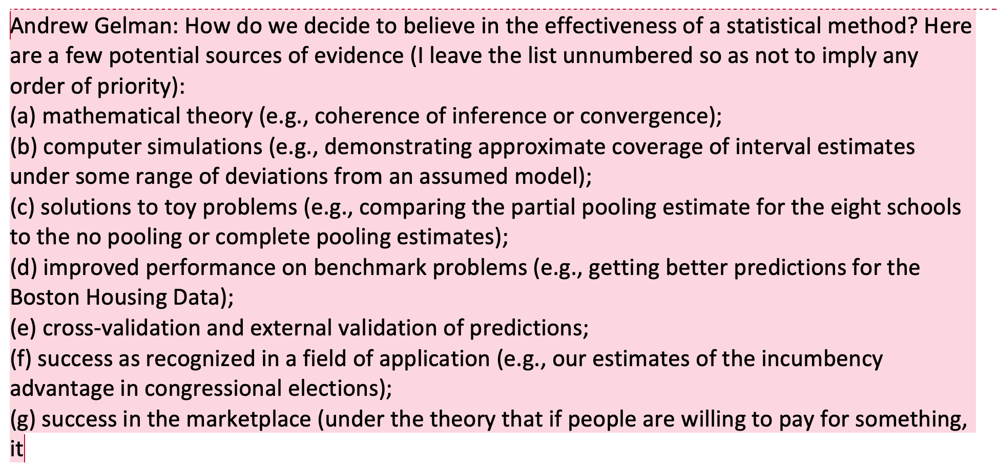 Andrew Gelman: How do we decide to believe in the effectiveness of a statistical method? Here
are a few potential sources of evidence (I leave the list unnumbered so as not to imply any
order of priority):
(a) mathematical theory (e.g., coherence of inference or convergence);
(b) computer simulations (e.g., demonstrating approximate coverage of interval estimates
under some range of deviations from an assumed model);
(c) solutions to toy problems (e.g., comparing the partial pooling estimate for the eight schools
to the no pooling or complete pooling estimates);
(d) improved performance on benchmark problems (e.g., getting better predictions for the
Boston Housing Data);
(e) cross-validation and external validation of predictions;
(f) success as recognized in a field of application (e.g., our estimates of the incumbency
advantage in congressional elections);
(g) success in the marketplace (under the theory that if people are willing to pay for something,
it